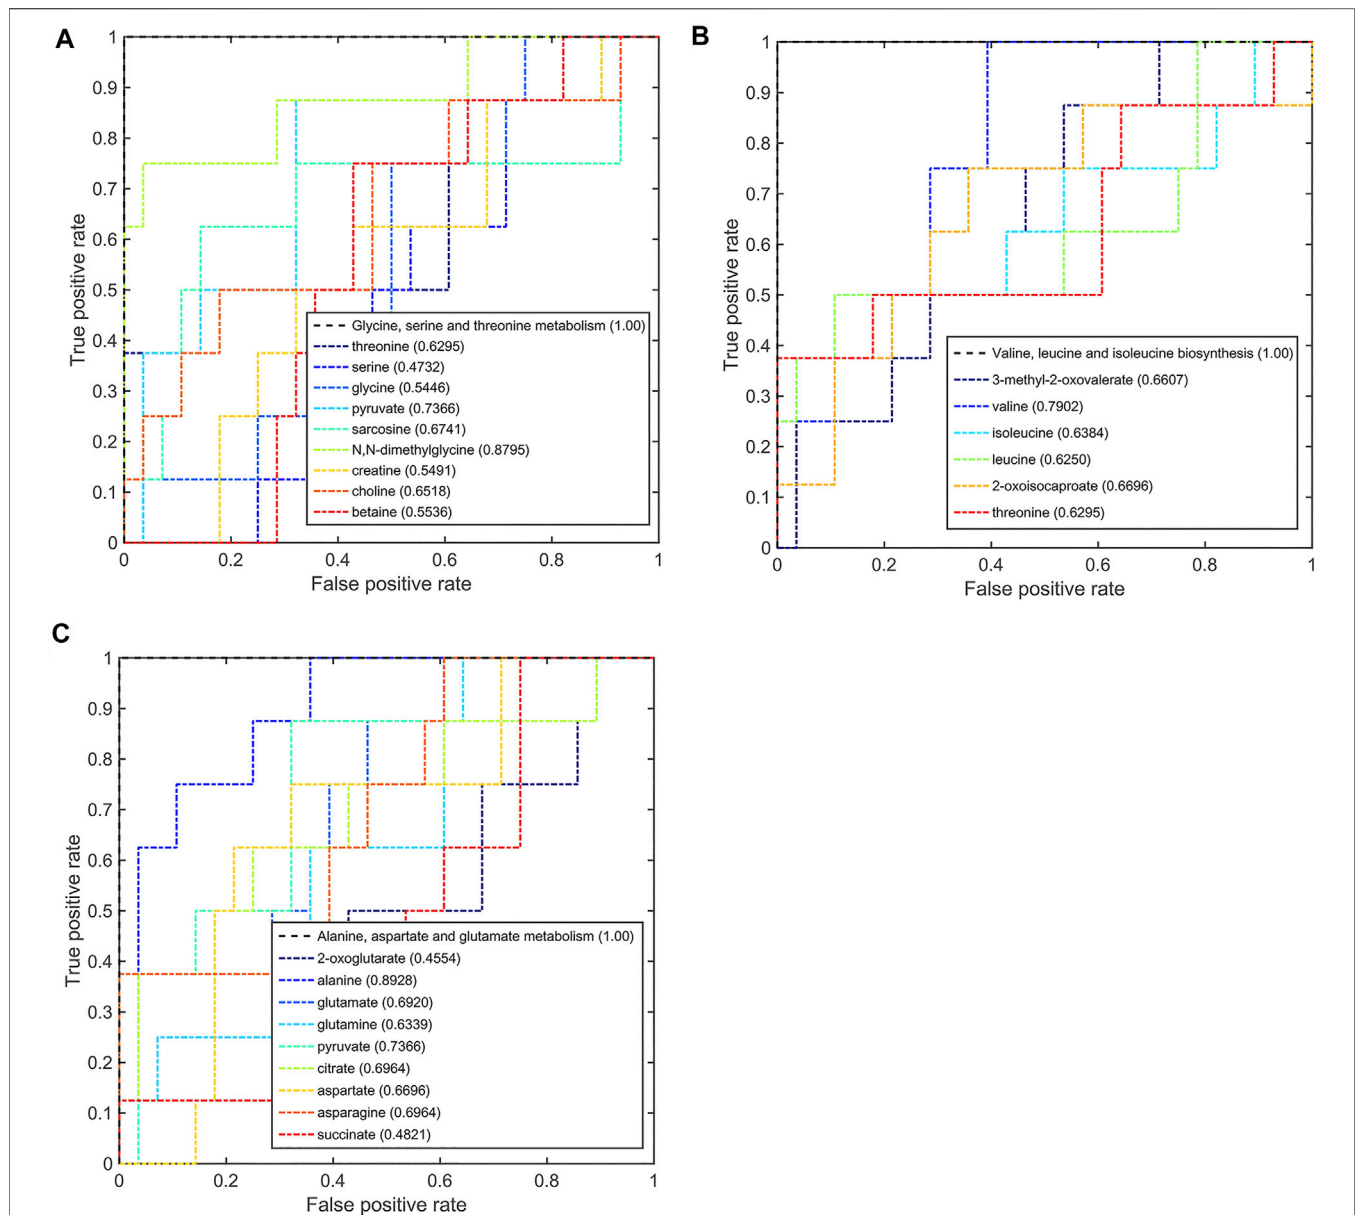 A
1
0.9
0.8
0.7
0.6
0.5
0.4
0.3
0.2
0.1
0
True positive rate
Glycine, serine and threonine metabolism (1.00)
threonine (0.6295)
serine (0.4732)
glycine (0.5446)
pyruvate (0.7366)
sarcosine (0.6741)
N,N-dimethylglycine (0.8795)
creatine (0.5491)
choline (0.6518)
betaine (0.5536)
0 0.2 0.4 0.6 0.8 1
False positive rate
B
1
0.9
0.8
0.7
0.6
0.5
0.4
0.3
0.2
0.1
0
True positive rate
Valine, leucine and isoleucine biosynthesis (1.00)
3-methyl-2-oxovalerate (0.6607)
valine (0.7902)
isoleucine (0.6384)
leucine (0.6250)
2-oxoisocaproate (0.6696)
threonine (0.6295)
0 0.2 0.4 0.6 0.8 1
False positive rate
C
1
0.9
0.8
0.7
0.6
0.5
0.4
0.3
0.2
0.1
0
True positive rate
Alanine, aspartate and glutamate metabolism (1.00)
2-oxoglutarate (0.4554)
alanine (0.8928)
glutamate (0.6920)
glutamine (0.6339)
pyruvate (0.7366)
citrate (0.6964)
aspartate (0.6696)
asparagine (0.6964)
succinate (0.4821)
0 0.2 0.4 0.6 0.8 1
False positive rate